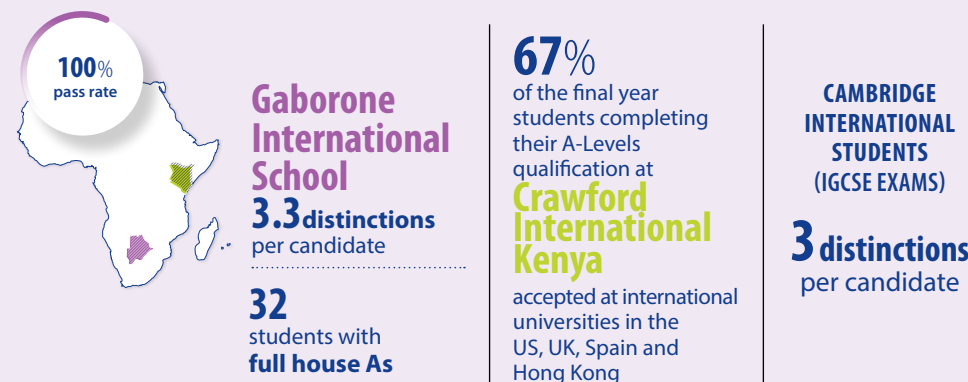 100%
pass rate
Gaborone
International
School
3.3 distinctions
per candidate
32
students with
full house As
67%
of the final year
students completing
their A-Levels
qualification at
Crawford
International
Kenya
accepted at international
universities in the
US, UK, Spain and
Hong Kong
CAMBRIDGE
INTERNATIONAL
STUDENTS
(IGCSE EXAMS)
3 distinctions
per candidate